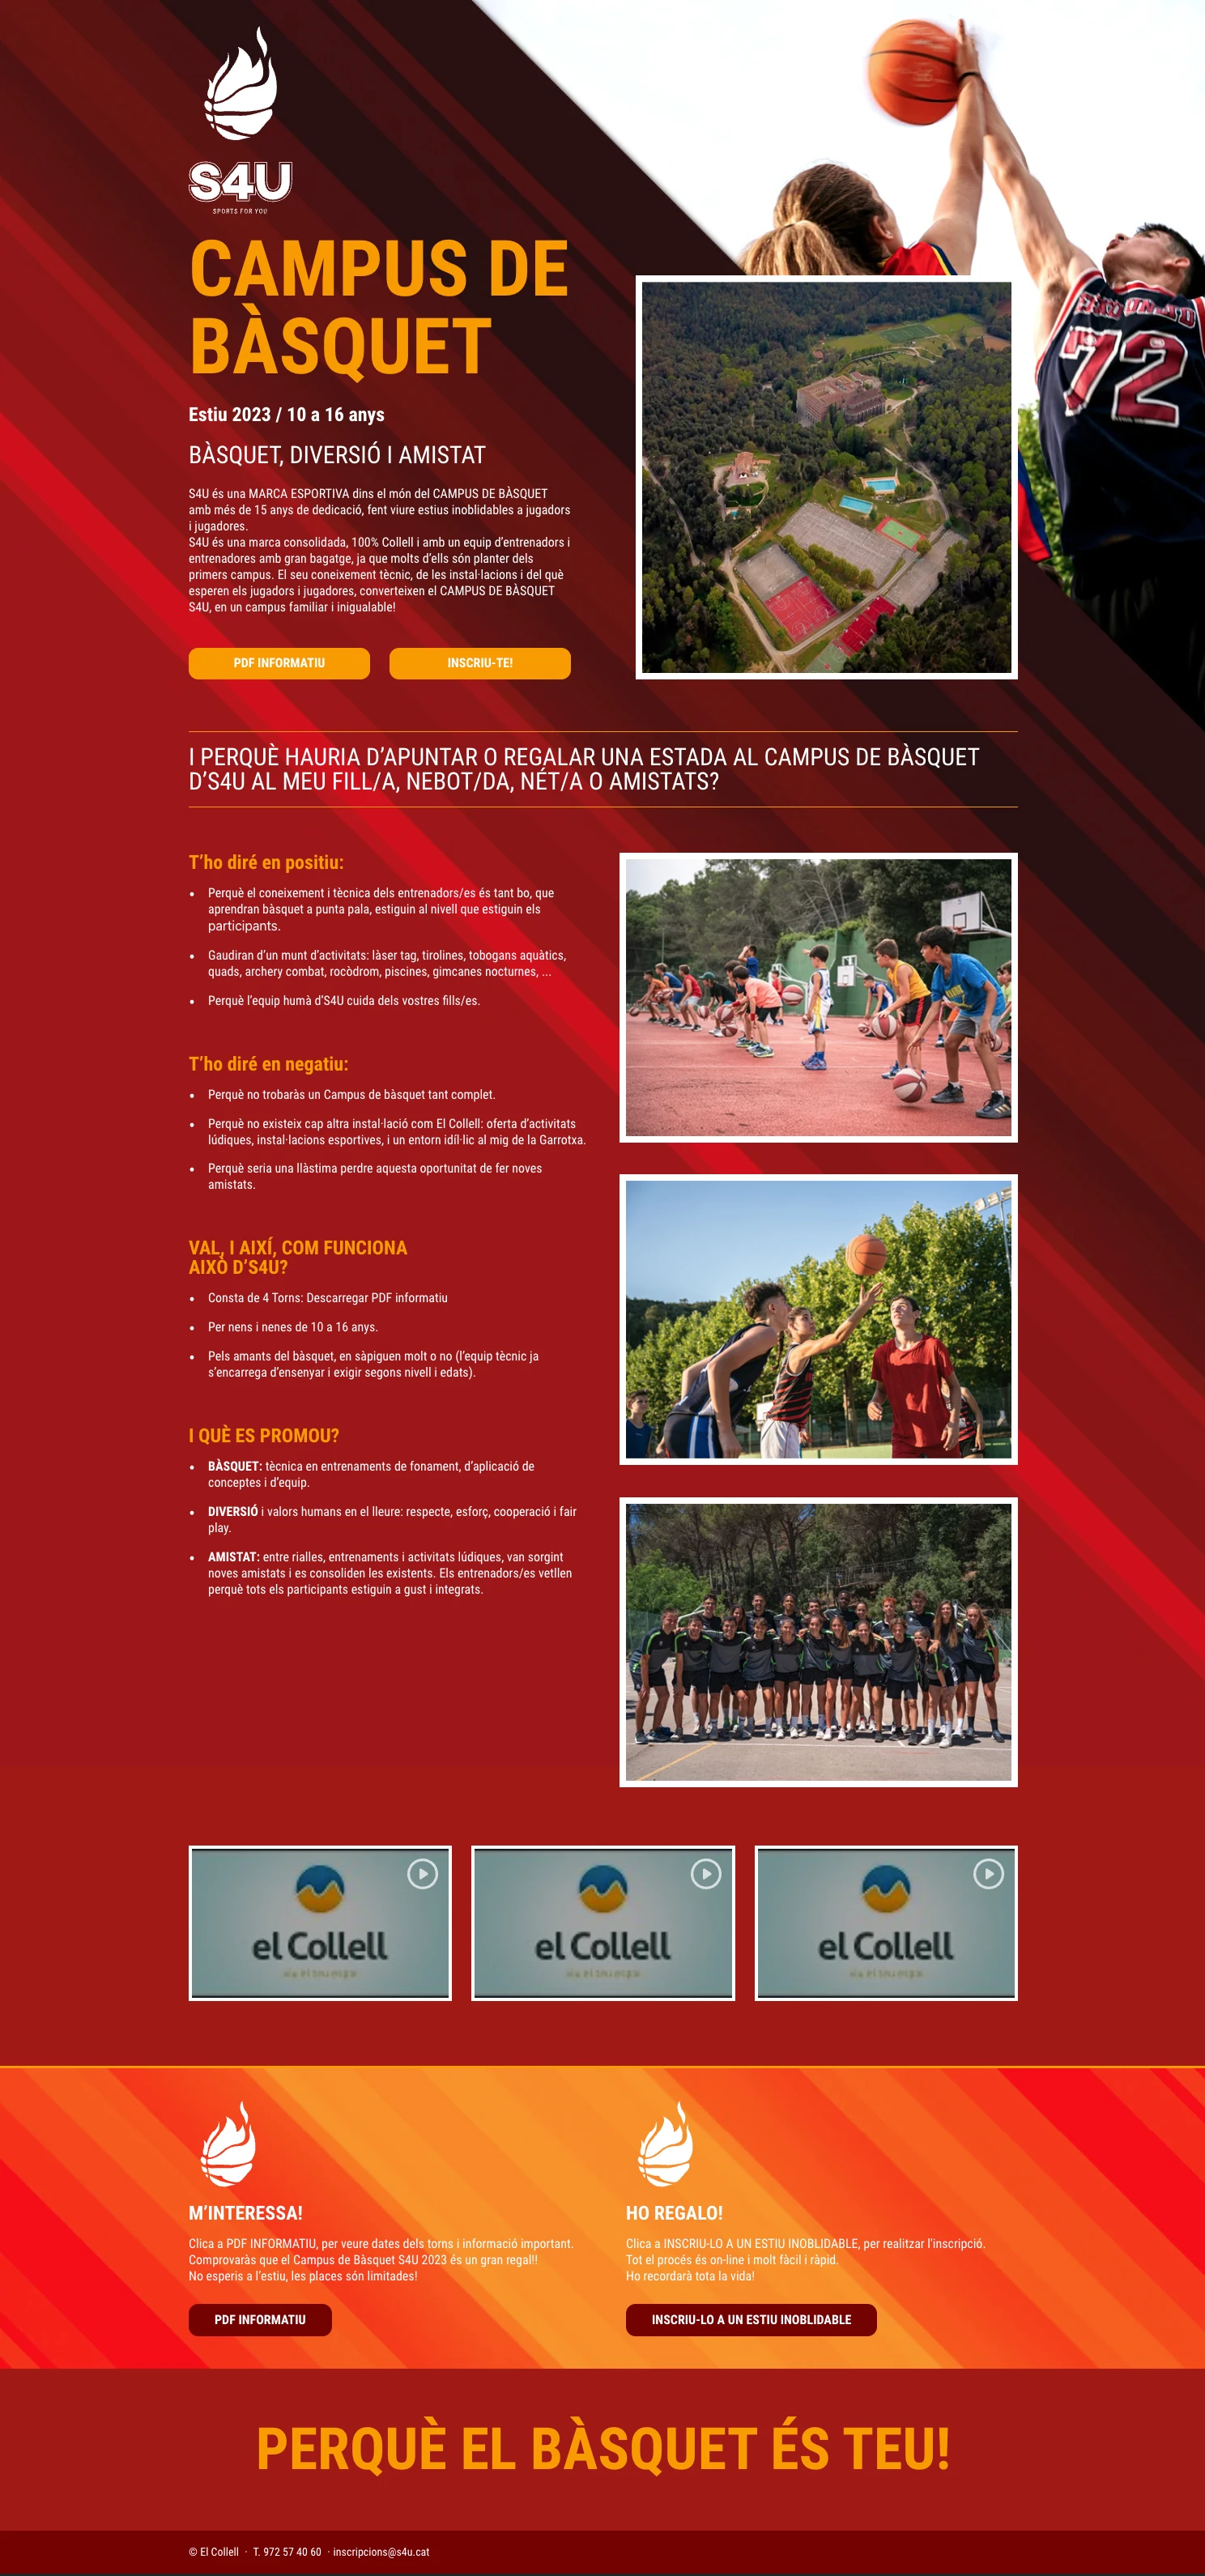 S4U
SPORTS FOR YOU
CAMPUS DE
BÀSQUET
Estiu 2023 / 10 a 16 anys
BÀSQUET, DIVERSIÓ I AMISTAT
S4U és una MARCA ESPORTIVA dins el món del CAMPUS DE BÀSQUET
amb més de 15 anys de dedicació, fent viure estius inoblidables a jugadors
i jugadores.
S4U és una marca consolidada, 100% Collell i amb un equip d’entrenadors i
entrenadores amb gran bagatge, ja que molts d’ells són planter dels
primers campus. El seu coneixement tècnic, de les instal·lacions i del què
esperen els jugadors i jugadores, converteixen el CAMPUS DE BÀSQUET
S4U, en un campus familiar i inigualable!
PDF INFORMATIU
INSCRIU-TE!
72
I PERQUÈ HAURIA D’APUNTAR O REGALAR UNA ESTADA AL CAMPUS DE BÀSQUET
D’S4U AL MEU FILL/A, NEBOT/DA, NÉT/A O AMISTATS?
T’ho diré en positiu:
• Perquè el coneixement i tècnica dels entrenadors/es és tant bo, que
aprendran bàsquet a punta pala, estiguin al nivell que estiguin els
participants.
• Gaudiran d’un munt d’activitats: làser tag, tirolines, tobogans aquàtics,
quads, archery combat, rocòdrom, piscines, gimcanes nocturnes, ...
• Perquè l’equip humà d’S4U cuida dels vostres fills/es.
T’ho diré en negatiu:
• Perquè no trobaràs un Campus de bàsquet tant complet.
• Perquè no existeix cap altra instal·lació com El Collell: oferta d’activitats
lúdiques, instal·lacions esportives, i un entorn idíl·lic al mig de la Garrotxa.
• Perquè seria una llàstima perdre aquesta oportunitat de fer noves
amistats.
VAL, I AIXÍ, COM FUNCIONA
AIXÒ D’S4U?
• Consta de 4 Torns: Descarregar PDF informatiu
• Per nens i nenes de 10 a 16 anys.
• Pels amants del bàsquet, en sàpiguen molt o no (l’equip tècnic ja
s’encarrega d’ensenyar i exigir segons nivell i edats).
I QUÈ ES PROMOU?
• BÀSQUET: tècnica en entrenaments de fonament, d’aplicació de
conceptes i d’equip.
• DIVERSIÓ i valors humans en el lleure: respecte, esforç, cooperació i fair
play.
• AMISTAT: entre rialles, entrenaments i activitats lúdiques, van sorgint
noves amistats i es consoliden les existents. Els entrenadors/es vetllen
perquè tots els participants estiguin a gust i integrats.
el Collell
el Collell
el Collell
M’INTERESSA!
Clica a PDF INFORMATIU, per veure dates dels torns i informació important.
Comprovaràs que el Campus de Bàsquet S4U 2023 és un gran regal!!
No esperis a l’estiu, les places són limitades!
PDF INFORMATIU
HO REGALO!
Clica a INSCRIU-LO A UN ESTIU INOBLIDABLE, per realitzar l’inscripció.
Tot el procés és on-line i molt fàcil i ràpid.
Ho recordarà tota la vida!
INSCRIU-LO A UN ESTIU INOBLIDABLE
PERQUÈ EL BÀSQUET ÉS TEU!
© El Collell · T. 972 57 40 60 · inscripcions@s4u.cat